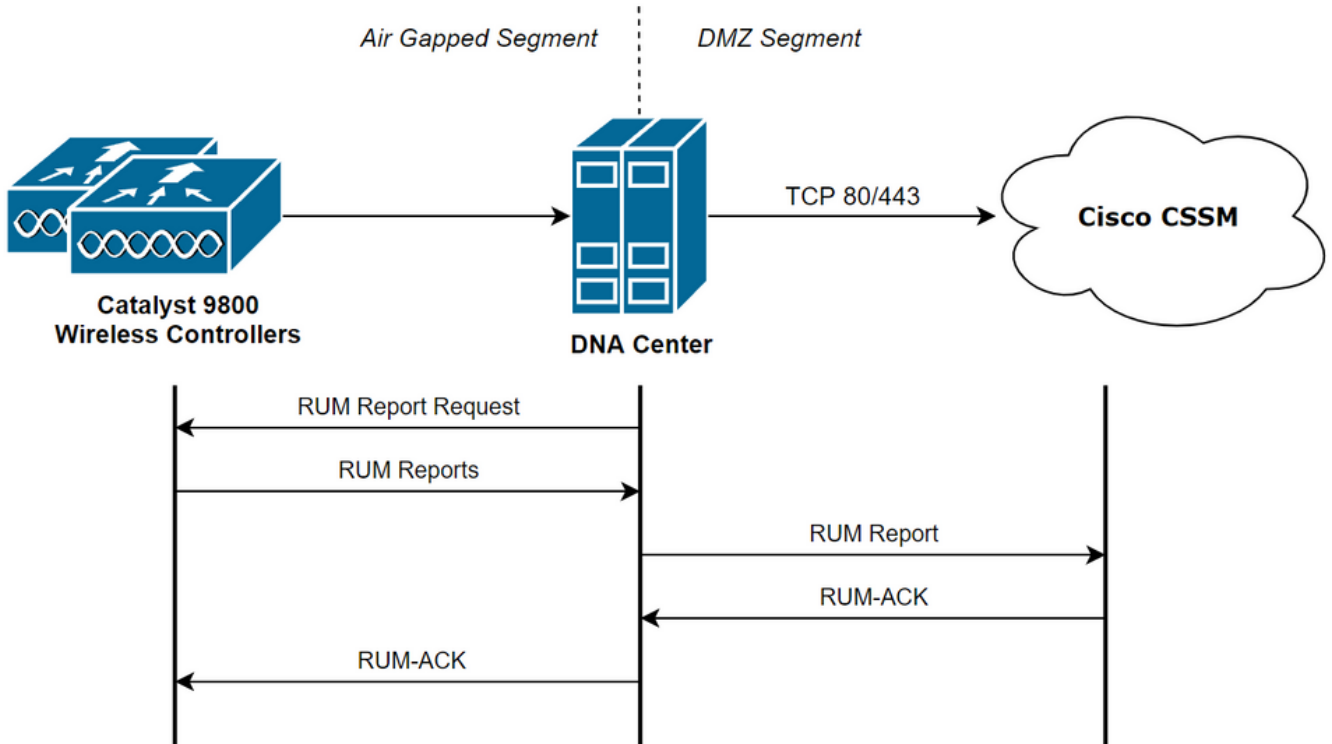 Air Gapped Segment
DMZ Segment
TCP 80/443
Cisco CSSM
Catalyst 9800
Wireless Controllers
DNA Center
RUM Report Request
RUM Reports
RUM Report
RUM-ACK
RUM-ACK